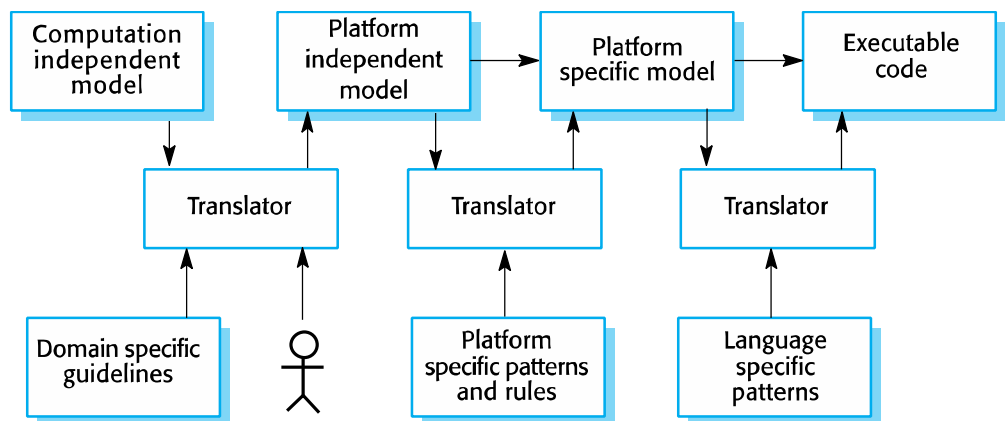 Computation
independent
model
Platform
independent
model
Platform
specific model
Executable
code
Translator
Translator
Translator
Domain specific
guidelines
Platform
specific patterns
and rules
Language
specific
patterns